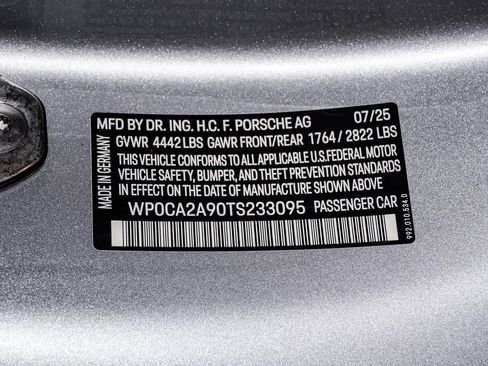 MFD BY DR. ING. H.C. F. PORSCHE AG 07/25
GVWR 4442 LBS GAWR FRONT/REAR 1764 / 2822 LBS
THIS VEHICLE CONFORMS TO ALL APPLICABLE U.S.FEDERAL MOTOR
VEHICLE SAFETY, BUMPER, AND THEFT PREVENTION STANDARDS
IN EFFECT ON THE DATE OF MANUFACTURE SHOWN ABOVE.
WP0CA2A90TS233095 PASSENGER CAR
MADE IN GERMANY
992.010.534.D